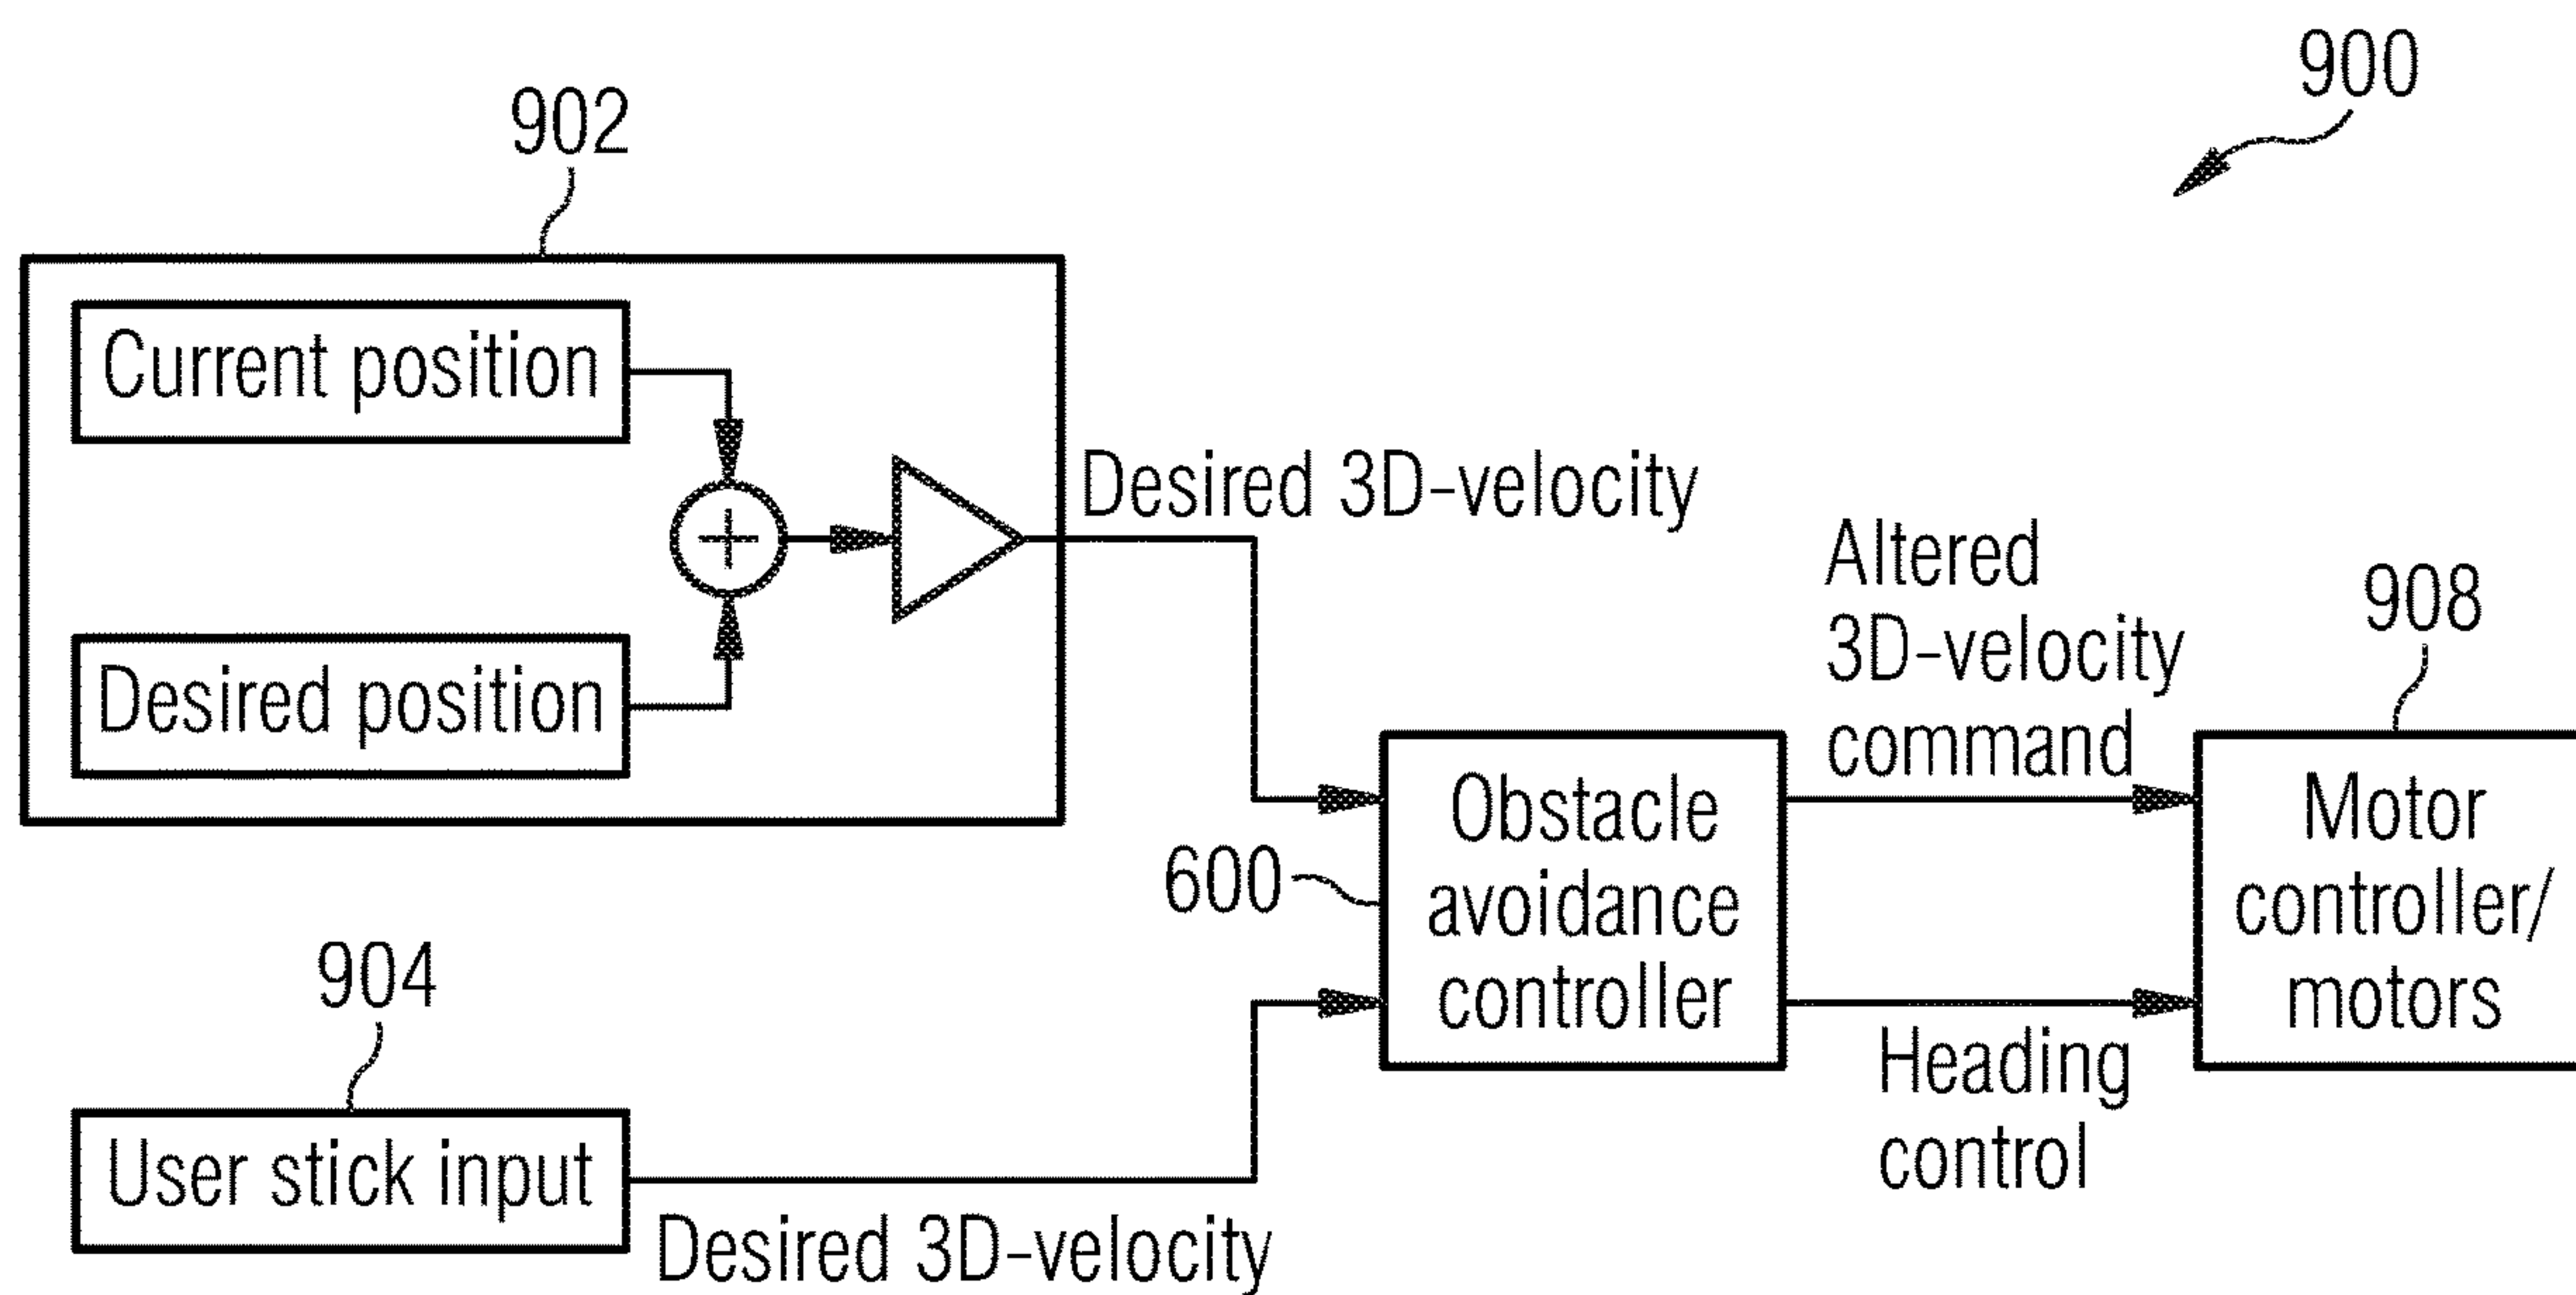 900
902
Current position
Desired position
Desired 3D-velocity
Altered
3D-velocity
command
908
600
Obstacle
avoidance
controller
Motor
controller/
motors
Heading
control
904
User stick input
Desired 3D-velocity